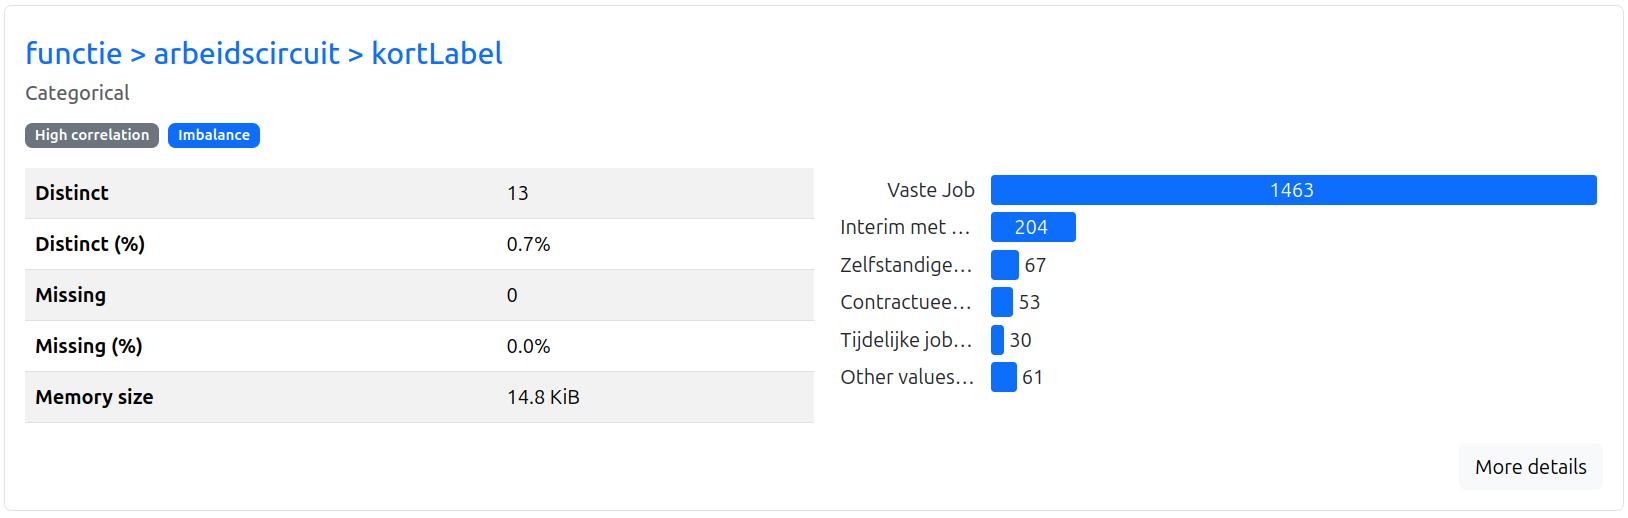 functie > arbeidscircuit > kortLabel
Categorical
High correlation Imbalance
Distinct 13
Distinct (%) 0.7%
Missing 0
Missing (%) 0.0%
Memory size 14.8 KiB
Vaste Job 1463
Interim met ... 204
Zelfstandige... 67
Contractuee... 53
Tijdelijke job... 30
Other values... 61
More details